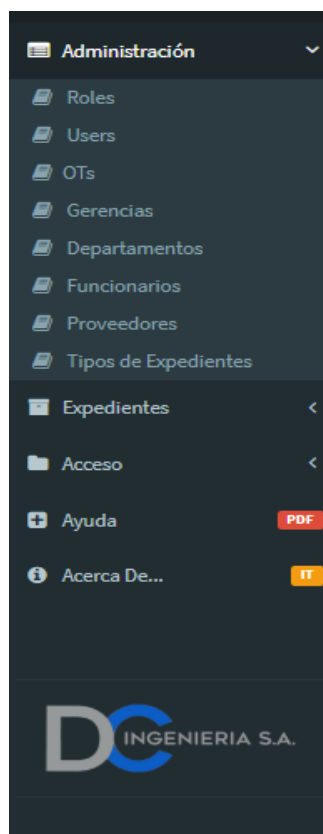 Administración
Roles
Users
OTs
Gerencias
Departamentos
Funcionarios
Proveedores
Tipos de Expedientes
Expedientes
Acceso
Ayuda PDF
Acerca De... IT
DC INGENIERIA S.A.